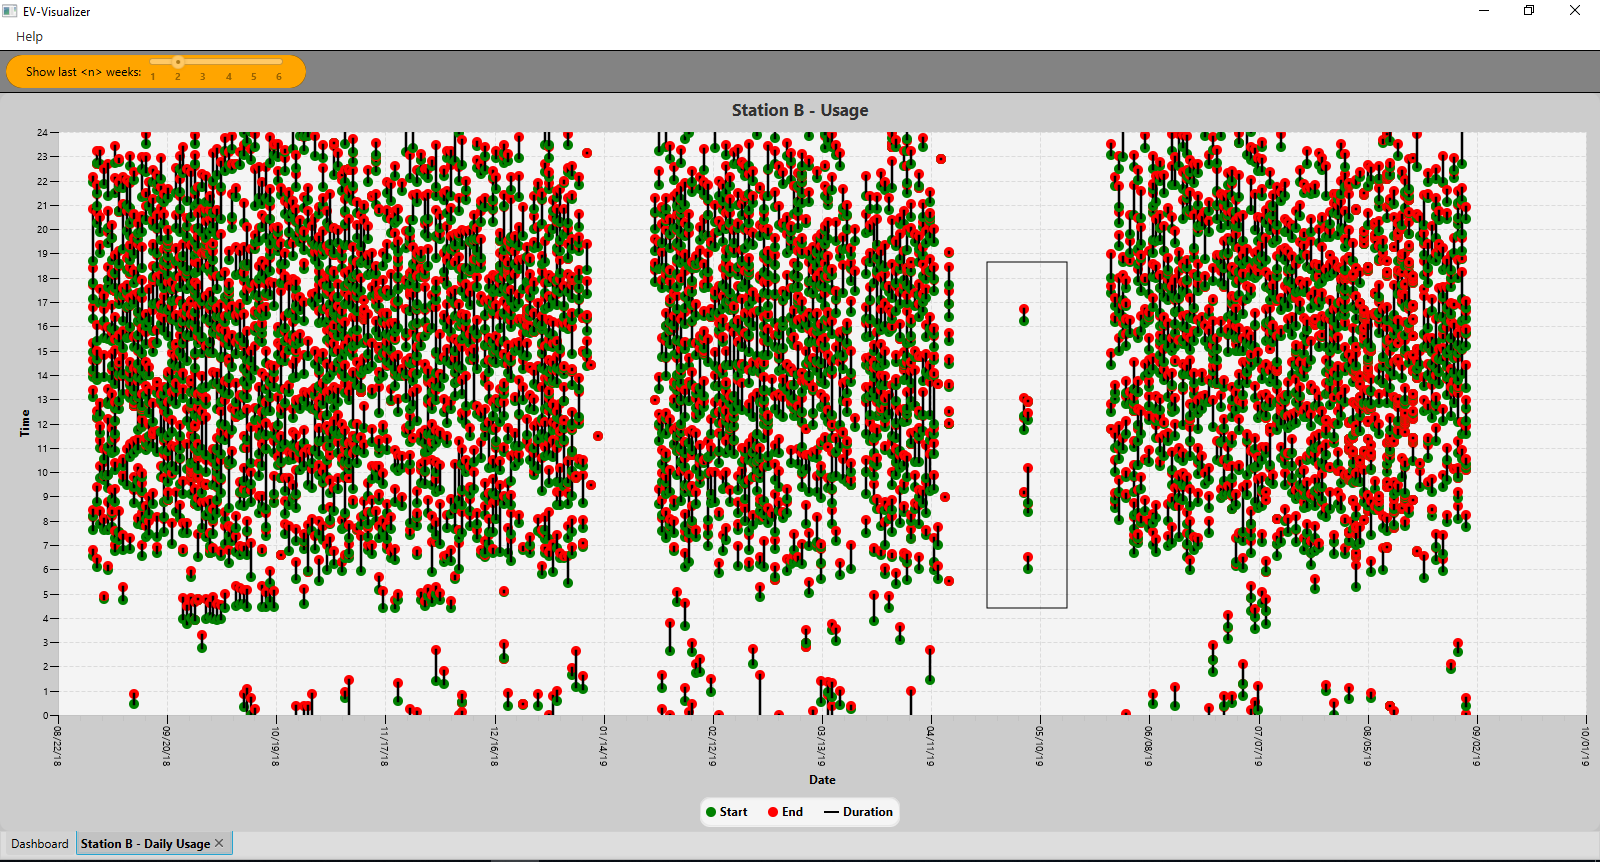 EV-Visualizer
Help
Show last <n> weeks:
1 2 3 4 5 6
Station B - Usage
24
23
22
21
20
19
18
17
16
15
14
13
12
11
10
9
8
7
6
5
4
3
2
1
0
Time
08/22/18 09/20/18 10/19/18 11/17/18 12/16/18 01/14/19 02/12/19 03/13/19 04/11/19 05/10/19 06/08/19 07/07/19 08/05/19 09/02/19 10/01/19
Date
Start End Duration
Dashboard Station B - Daily Usage